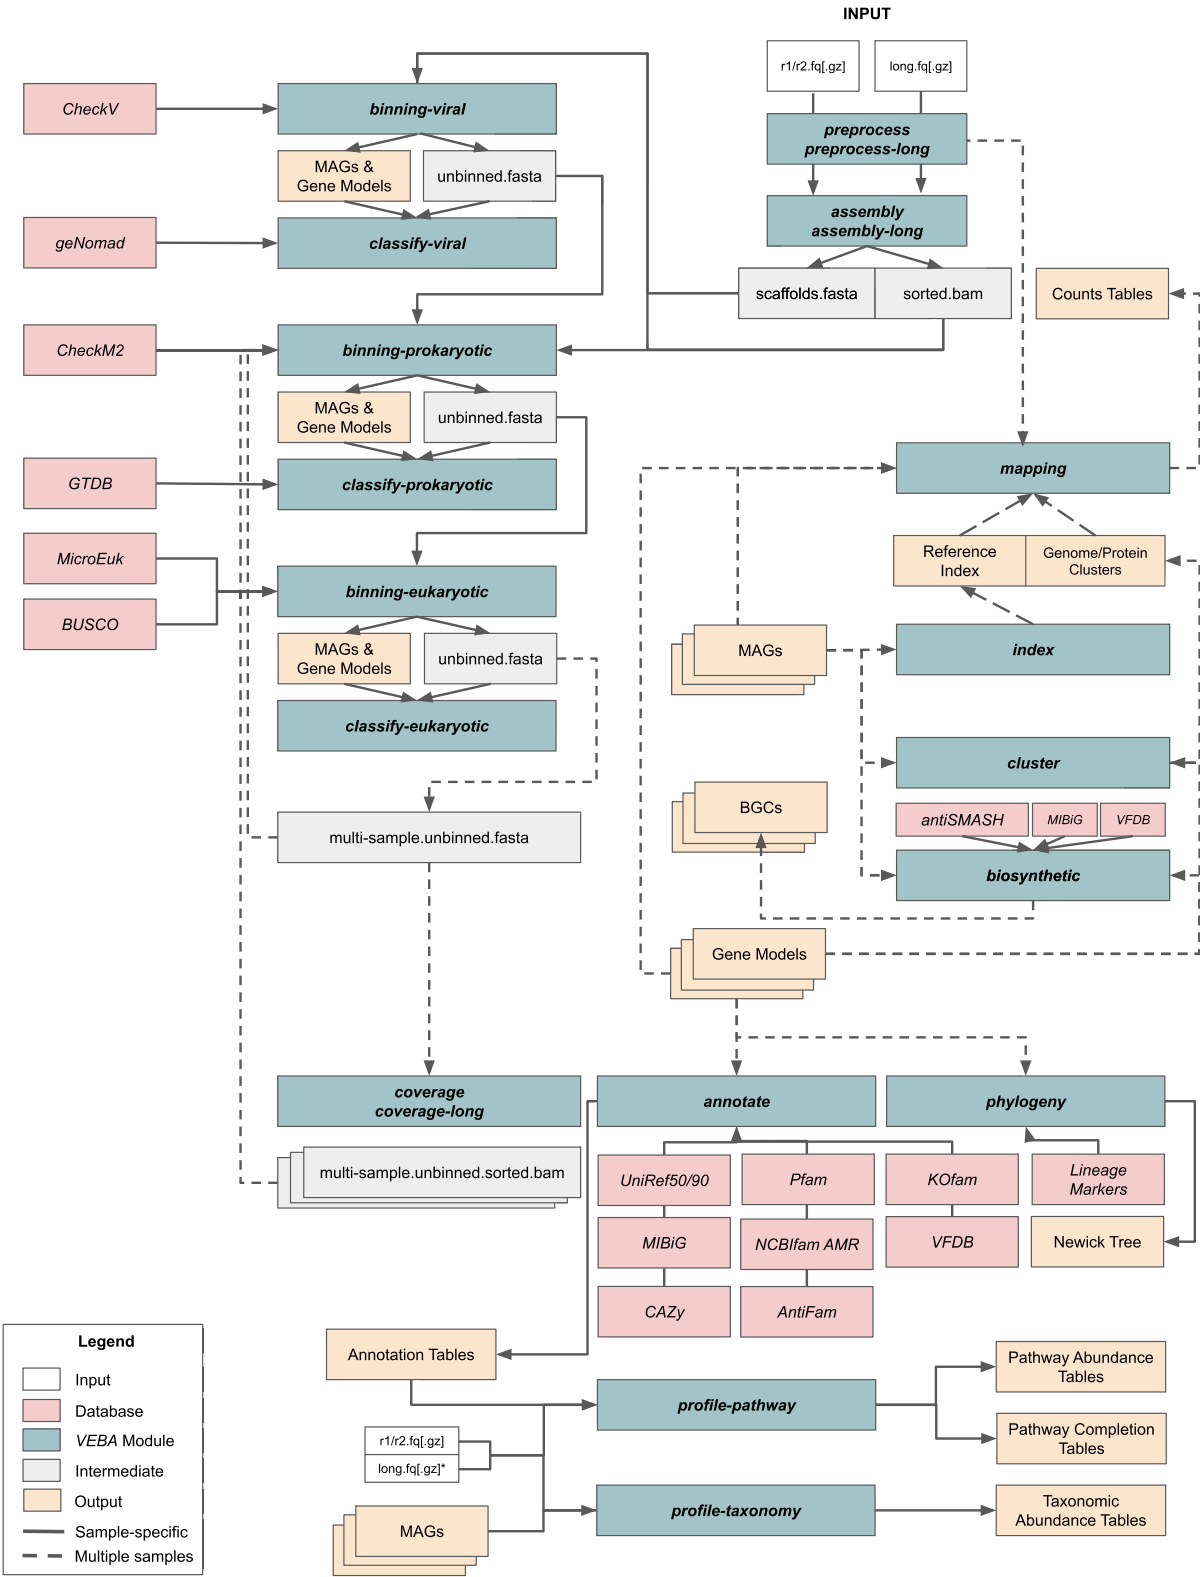 INPUT
r1/r2.fq[.gz]
long.fq[.gz]
CheckV
binning-viral
preprocess
preprocess-long
MAGs &
Gene Models
unbinned.fasta
assembly
assembly-long
geNomad
classify-viral
scaffolds.fasta
sorted.bam
Counts Tables
CheckM2
binning-prokaryotic
MAGs &
Gene Models
unbinned.fasta
mapping
GTDB
classify-prokaryotic
MicroEuk
Reference
Index
Genome/Protein
Clusters
BUSCO
binning-eukaryotic
MAGs &
Gene Models
unbinned.fasta
MAGs
index
classify-eukaryotic
cluster
BGCs
antiSMASH
MIBiG
VFDB
multi-sample.unbinned.fasta
biosynthetic
Gene Models
coverage
coverage-long
annotate
phylogeny
multi-sample.unbinned.sorted.bam
UniRef50/90
Pfam
KOfam
Lineage
Markers
MIBiG
NCBIfam AMR
VFDB
Newick Tree
CAZy
AntiFam
Legend
Input
Database
VEBA Module
Intermediate
Output
Sample-specific
Multiple samples
Annotation Tables
Pathway Abundance
Tables
profile-pathway
r1/r2.fq[.gz]
long.fq[.gz]*
Pathway Completion
Tables
MAGs
profile-taxonomy
Taxonomic
Abundance Tables